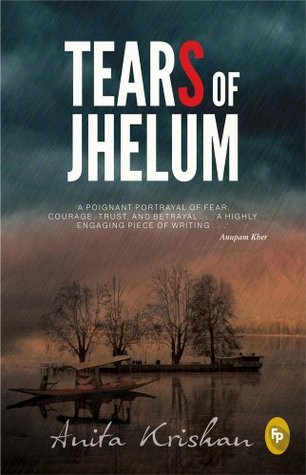 TEARS OF
JHELUM
'A POIGNANT PORTRAYAL OF FEAR,
COURAGE, TRUST, AND BETRAYAL . . . A HIGHLY
ENGAGING PIECE OF WRITING . . .'
Anupam Kher
FP
Anita Krishan